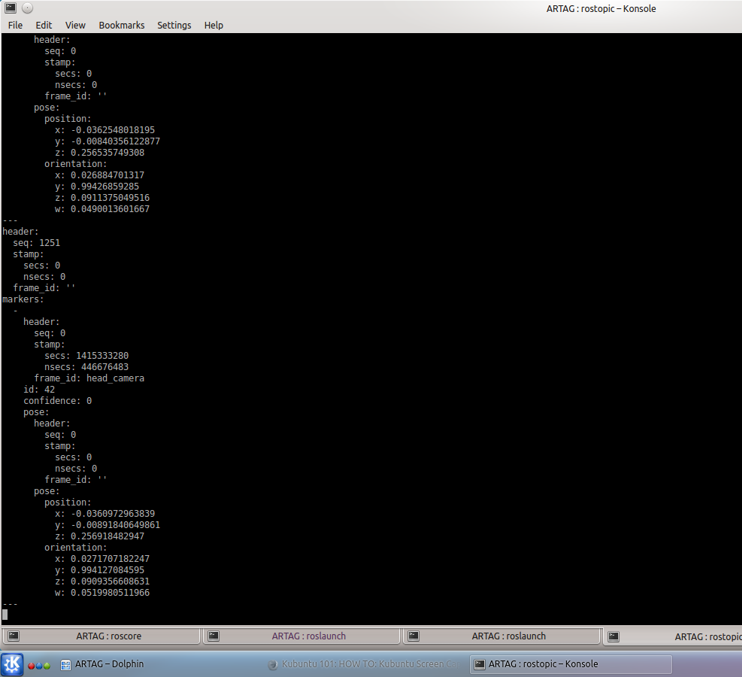 ARTAG : rostopic – Konsole
File Edit View Bookmarks Settings Help
header:
seq: 0
stamp:
secs: 0
nsecs: 0
frame_id: ''
pose:
position:
x: -0.0362548018195
y: -0.00840356122877
z: 0.256535749308
orientation:
x: 0.026884701317
y: 0.99426859285
z: 0.0911375049516
w: 0.0490013601667
---
header:
seq: 1251
stamp:
secs: 0
nsecs: 0
frame_id: ''
markers:
-
header:
seq: 0
stamp:
secs: 1415333280
nsecs: 446676483
frame_id: head_camera
id: 42
confidence: 0
pose:
header:
seq: 0
stamp:
secs: 0
nsecs: 0
frame_id: ''
pose:
position:
x: -0.0360972963839
y: -0.00891840649861
z: 0.256918482947
orientation:
x: 0.0271707182247
y: 0.994127084595
z: 0.0909356608631
w: 0.0519980511966
---
ARTAG : roscore ARTAG : roslaunch ARTAG : roslaunch ARTAG : rostopic
ARTAG – Dolphin Kubuntu 101: HOW TO: Kubuntu Screen ARTAG : rostopic – Konsole